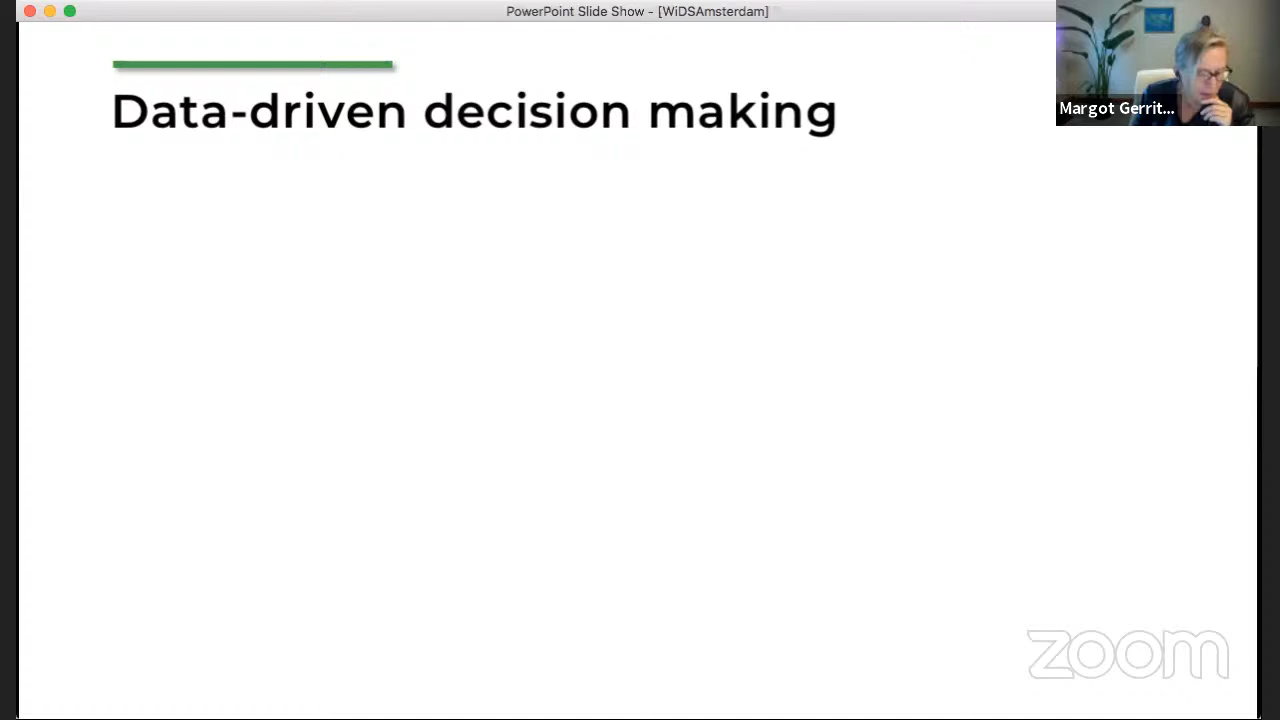 PowerPoint Slide Show - [WiDSAmsterdam]
Data-driven decision making
Margot Gerrit...
zoom